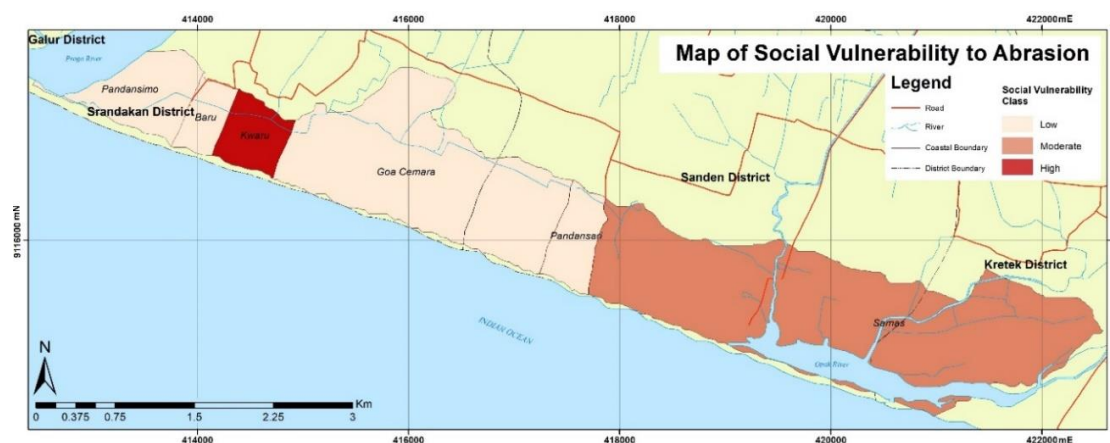 414000
416000
418000
420000
422000mE
Galur District
Progo River
Map of Social Vulnerability to Abrasion
Legend
Road
River
Coastal Boundary
District Boundary
Social Vulnerability
Class
Low
Moderate
High
Pandansimo
Srandakan District
Baru
Kwaru
Goa Cemara
Sanden District
Pandansari
9116000 mN
Kretek District
Samas
INDIAN OCEAN
Opak River
N
Km
0
0.375
0.75
1.5
2.25
3
414000
416000
418000
420000
422000mE